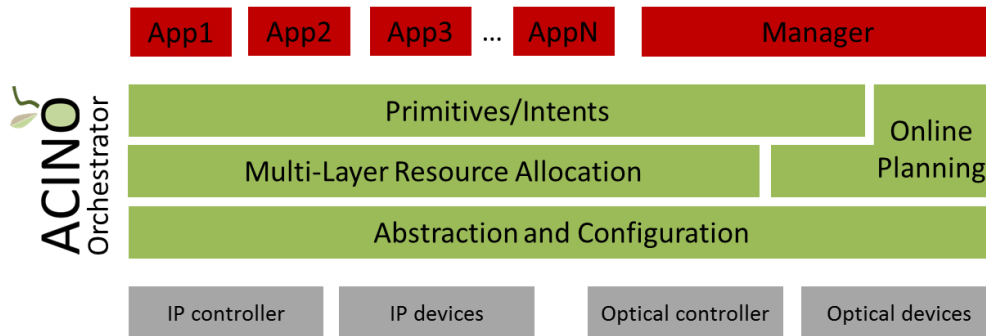 App1 App2 App3 ... AppN Manager
ACINO
Orchestrator
Primitives/Intents
Online
Planning
Multi-Layer Resource Allocation
Abstraction and Configuration
IP controller IP devices Optical controller Optical devices